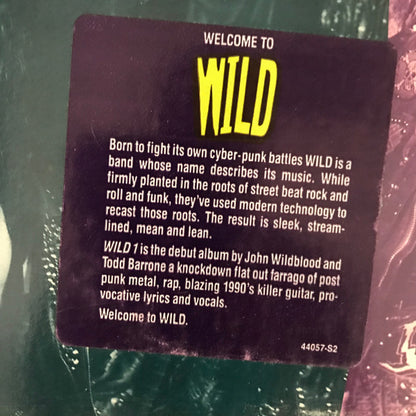 WELCOME TO
WILD
Born to fight its own cyber-punk battles WILD is a
band whose name describes its music. While
firmly planted in the roots of street beat rock and
roll and funk, they've used modern technology to
recast those roots. The result is sleek, stream-
lined, mean and lean.
WILD 1 is the debut album by John Wildblood and
Todd Barrone a knockdown flat out farrago of post
punk metal, rap, blazing 1990's killer guitar, pro-
vocative lyrics and vocals.
Welcome to WILD.
44057-S2